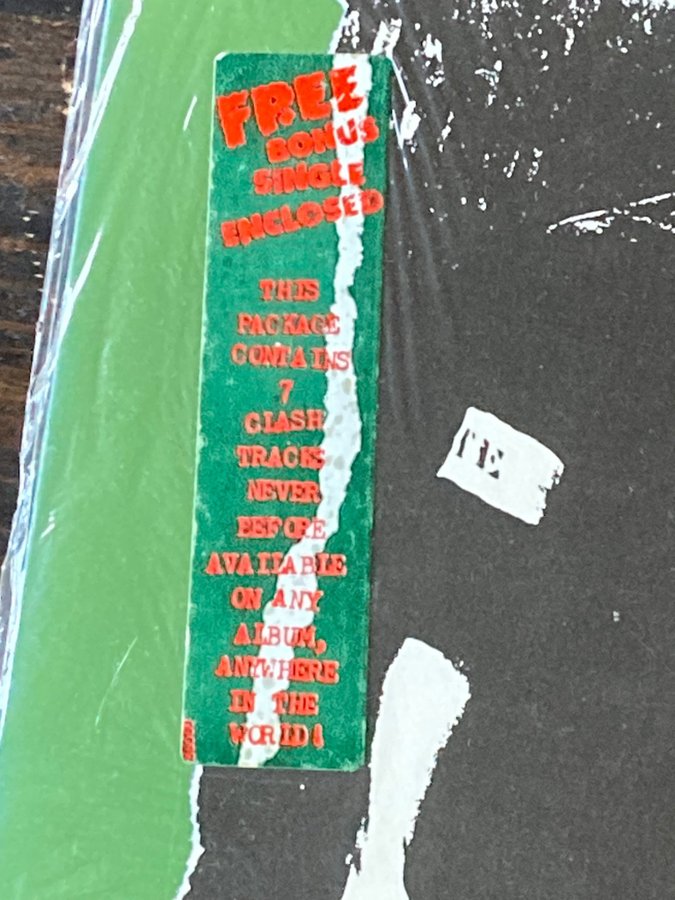 FREE
BONUS
SINGLE
ENCLOSED
THIS
PACKAGE
CONTAINS
7
CLASH
TRACKS
NEVER
BEFORE
AVAILABLE
ON ANY
ALBUM,
ANYWHERE
IN THE
WORLD!
TE